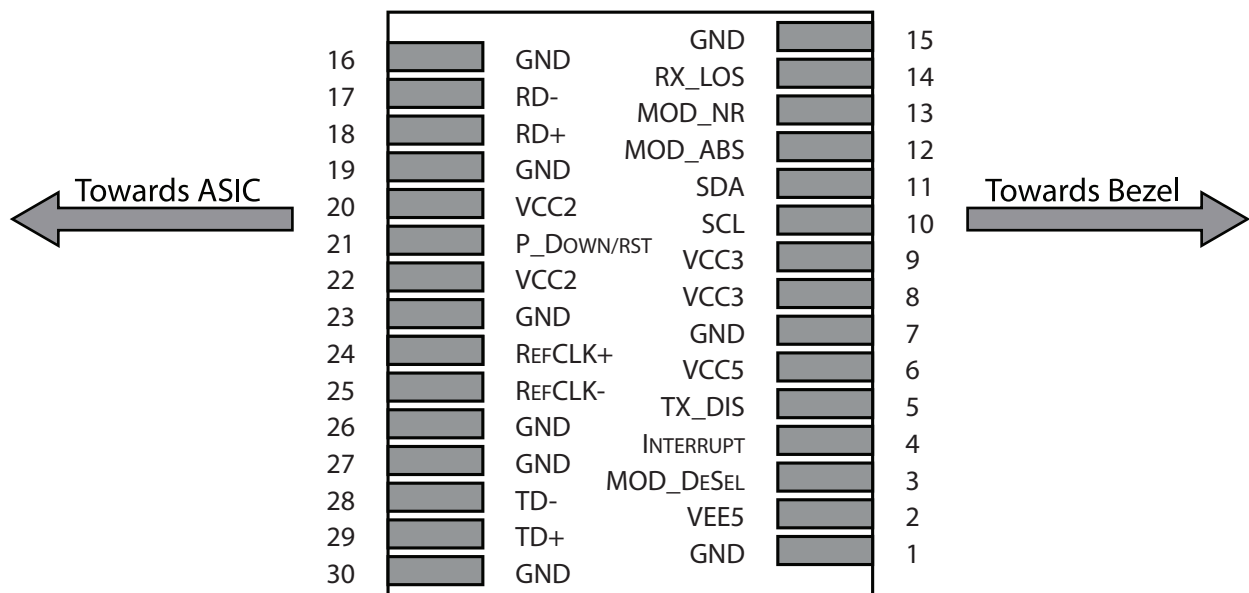 GND 15
16 GND
RX_LOS 14
17 RD-
MOD_NR 13
18 RD+
MOD_ABS 12
19 GND
Towards ASIC
SDA 11
Towards Bezel
20 VCC2
SCL 10
21 P_DOWN/RST
VCC3 9
22 VCC2
VCC3 8
23 GND
GND 7
24 REFCLK+
VCC5 6
25 REFCLK-
TX_DIS 5
26 GND
INTERRUPT 4
27 GND
MOD_DESEL 3
28 TD-
VEE5 2
29 TD+
GND 1
30 GND